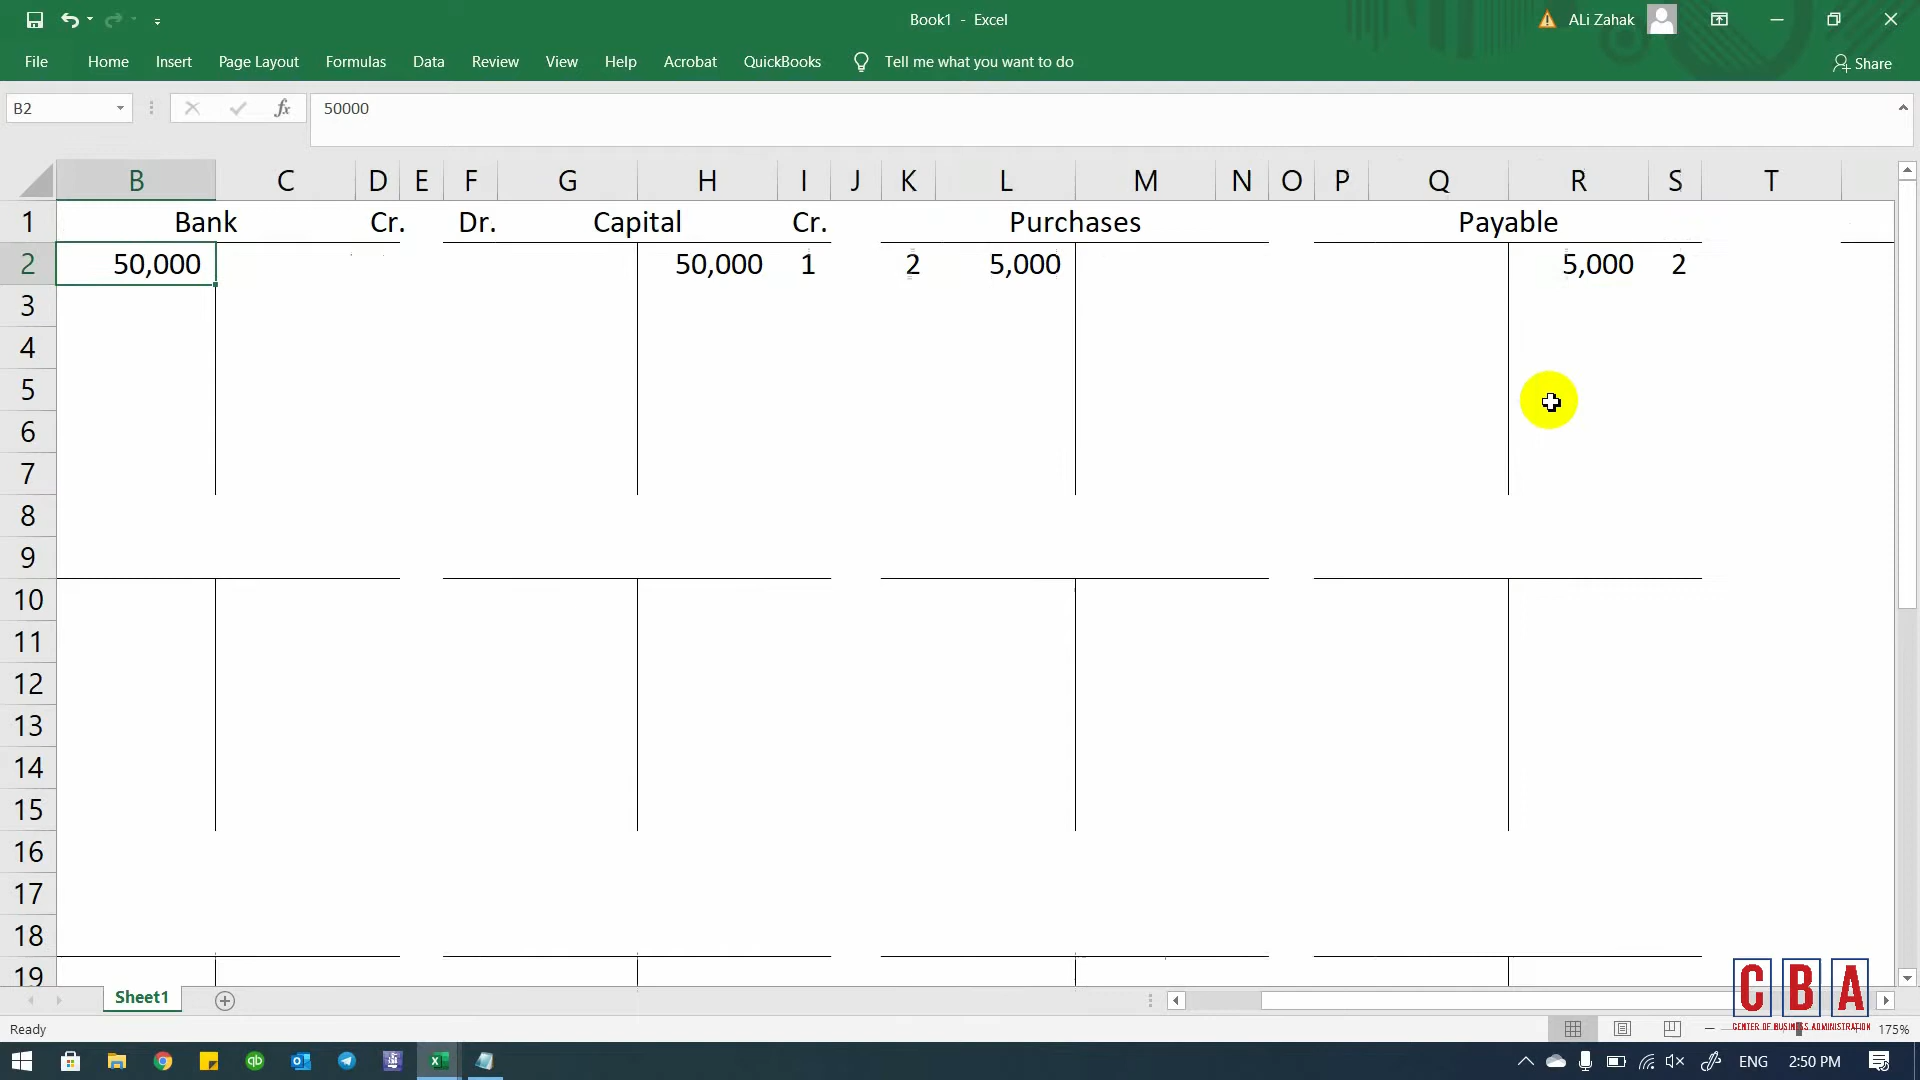 Book1 - Excel
ALi Zahak
File Home Insert Page Layout Formulas Data Review View Help Acrobat QuickBooks Tell me what you want to do
Share
B2
fx
50000
B C D E F G H I J K L M N O P Q R S T
1 Bank Cr. Dr. Capital Cr. Purchases Payable
2 50,000 50,000 1 2 5,000 5,000 2
3
4
5
6
7
8
9
10
11
12
13
14
15
16
17
18
19
Sheet1
CBA
CENTER OF BUSINESS ADMINISTRATION
Ready
175%
ENG
2:50 PM